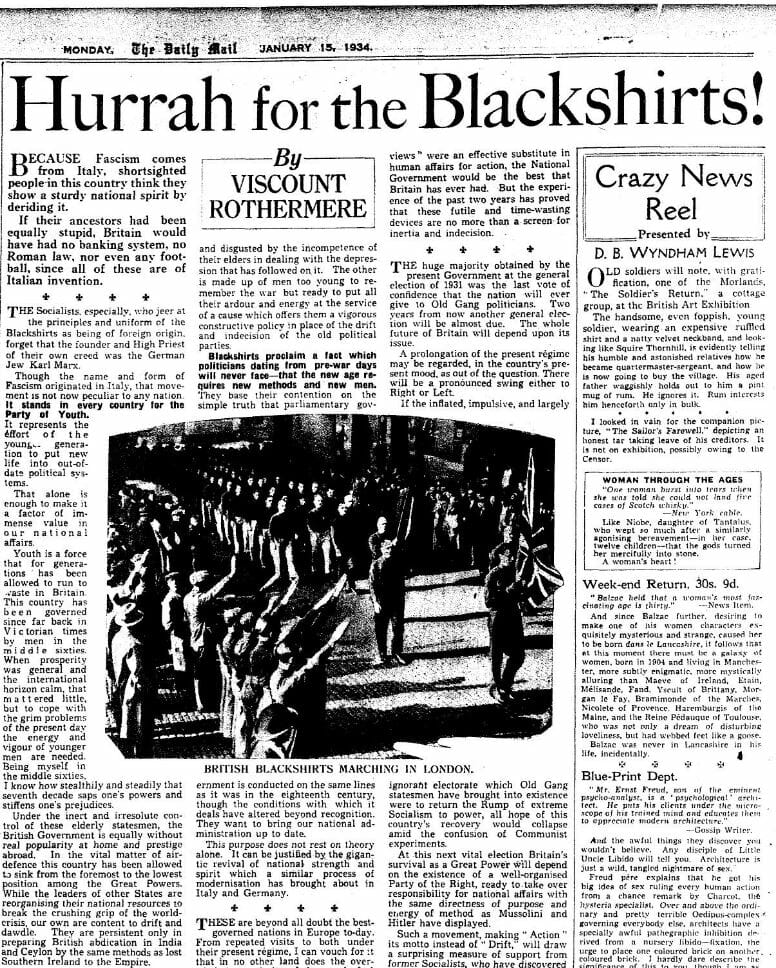 MONDAY, The Daily Mail JANUARY 15, 1934.
Hurrah for the Blackshirts!
By
VISCOUNT
ROTHERMERE
BECAUSE Fascism comes
from Italy, shortsighted
people in this country think they
show a sturdy national spirit by
deriding it.
If their ancestors had been
equally stupid, Britain would
have had no banking system, no
Roman law, nor even any foot-
ball, since all of these are of
Italian invention.
THE Socialists, especially, who jeer at
the principles and uniform of the
Blackshirts as being of foreign origin,
forget that the founder and High Priest
of their own creed was the German
Jew Karl Marx.
Though the name and form of
Fascism originated in Italy, that move-
ment is not now peculiar to any nation.
It stands in every country for the
Party of Youth.
It represents the
effort of the
younger genera-
tion to put new
life into out-of-
date political sys-
tems.
That alone is
enough to make it
a factor of im-
mense value in
our national
affairs.
Youth is a force
that for genera-
tions has been
allowed to run to
waste in Britain.
This country has
been governed
since far back in
Victorian times
by men in the
middle sixties.
When prosperity
was general and
the international
horizon calm, that
mattered little,
but to cope with
the grim problems
of the present day
the energy and
vigour of younger
men are needed.
Being myself in
the middle sixties,
I know how stealthily and steadily that
seventh decade saps one's powers and
stiffens one's prejudices.
Under the inert and irresolute con-
trol of these elderly statesmen, the
British Government is equally without
real popularity at home and prestige
abroad. In the vital matter of air-
defence this country has been allowed
to sink from the foremost to the lowest
position among the Great Powers.
While the leaders of other States are
reorganising their national resources to
break the crushing grip of the world-
crisis, our own are content to drift and
dawdle. They are persistent only in
preparing British abdication in India
and Ceylon by the same methods as lost
Southern Ireland to the Empire.
and disgusted by the incompetence of
their elders in dealing with the depres-
sion that has followed on it. The other
is made up of men too young to re-
member the war but ready to put all
their ardour and energy at the service
of a cause which offers them a vigorous
constructive policy in place of the drift
and indecision of the old political
parties.
Blackshirts proclaim a fact which
politicians dating from pre-war days
will never face—that the new age re-
quires new methods and new men.
They base their contention on the
simple truth that parliamentary gov-
BRITISH BLACKSHIRTS MARCHING IN LONDON.
ernment is conducted on the same lines
as it was in the eighteenth century,
though the conditions with which it
deals have altered beyond recognition.
They want to bring our national ad-
ministration up to date.
This purpose does not rest on theory
alone. It can be justified by the gigan-
tic revival of national strength and
spirit which a similar process of
modernisation has brought about in
Italy and Germany.
THESE are beyond all doubt the best-
governed nations in Europe to-day.
From repeated visits to both under
their present régime, I can vouch for it
that in no other land does the over-
views" were an effective substitute in
human affairs for action, the National
Government would be the best that
Britain has ever had. But the experi-
ence of the past two years has proved
that these futile and time-wasting
devices are no more than a screen for
inertia and indecision.
THE huge majority obtained by the
present Government at the general
election of 1931 was the last vote of
confidence that the nation will ever
give to Old Gang politicians. Two
years from now another general elec-
tion will be almost due. The whole
future of Britain will depend upon its
issue.
A prolongation of the present régime
may be regarded, in the country's pre-
sent mood, as out of the question. There
will be a pronounced swing either to
Right or Left.
If the inflated, impulsive, and largely
ignorant electorate which Old Gang
statesmen have brought into existence
were to return the Rump of extreme
Socialism to power, all hope of this
country's recovery would collapse
amid the confusion of Communist
experiments.
At this next vital election Britain's
survival as a Great Power will depend
on the existence of a well-organised
Party of the Right, ready to take over
responsibility for national affairs with
the same directness of purpose and
energy of method as Mussolini and
Hitler have displayed.
Such a movement, making "Action"
its motto instead of "Drift," will draw
a surprising measure of support from
former Socialists, who have discovered
Crazy News
Reel
Presented by
D. B. WYNDHAM LEWIS
OLD soldiers will note, with grati-
fication, one of the Morlands,
"The Soldier's Return," a cottage
group, at the British Art Exhibition
The handsome, even foppish, young
soldier, wearing an expensive ruffled
shirt and a natty velvet neckband, and look-
ing like Squire Thornhill, is evidently telling
his humble and astonished relatives how he
became quartermaster-sergeant, and how he
is now going to buy the village. His aged
father waggishly holds out to him a pint
mug of rum. He ignores it. Rum interests
him henceforth only in bulk.
I looked in vain for the companion pic-
ture, "The Sailor's Farewell," depicting an
honest tar taking leave of his creditors. It
is not on exhibition, possibly owing to the
Censor.
WOMAN THROUGH THE AGES
"One woman burst into tears when
she was told she could not land five
cases of Scotch whisky."
—New York cable.
Like Niobe, daughter of Tantalus,
who wept so much after a similarly
agonising bereavement—in her case,
twelve children—that the gods turned
her mercifully into stone.
A woman's heart!
Week-end Return, 30s. 9d.
"Balzac held that a woman's most fas-
cinating age is thirty." —News Item.
And since Balzac further, desiring to
make one of his women characters ex-
quisitely mysterious and strange, caused her
to be born dans le Lancashire, it follows that
at this moment there must be a galaxy of
women, born in 1904 and living in Manches-
ter, more subtly enigmatic, more mystically
alluring than Maeve of Ireland, Etain,
Mélisande, Fand, Yseult of Brittany, Mor-
gan le Fay, Bramimonde of the Marches,
Nicolete of Provence, Haremburgis of the
Maine, and the Reine Pédauque of Toulouse,
who was not only a dream of disturbing
loveliness, but had webbed feet like a goose.
Balzac was never in Lancashire in his
life, incidentally.
Blue-Print Dept.
"Mr. Ernst Freud, son of the eminent
psycho-analyst, is a 'psychological' archi-
tect. He puts his clients under the micro-
scope of his trained mind and educates them
to appreciate modern architecture."
—Gossip Writer.
And the awful things they discover you
wouldn't believe. Any disciple of Little
Uncle Libido will tell you. Architecture is
just a wild, tangled nightmare of sex.
Freud père explains that he got his
big idea of sex ruling every human action
from a chance remark by Charcot, the
hysteria specialist. Over and above the ordi-
nary and pretty terrible Oedipus-complex
governing everybody else, architects have a
specially awful pathographic inhibition de-
rived from a nursery libido-fixation, the
urge to place one coloured brick on another
coloured brick. I hardly dare describe the
significance of this to you, though I am